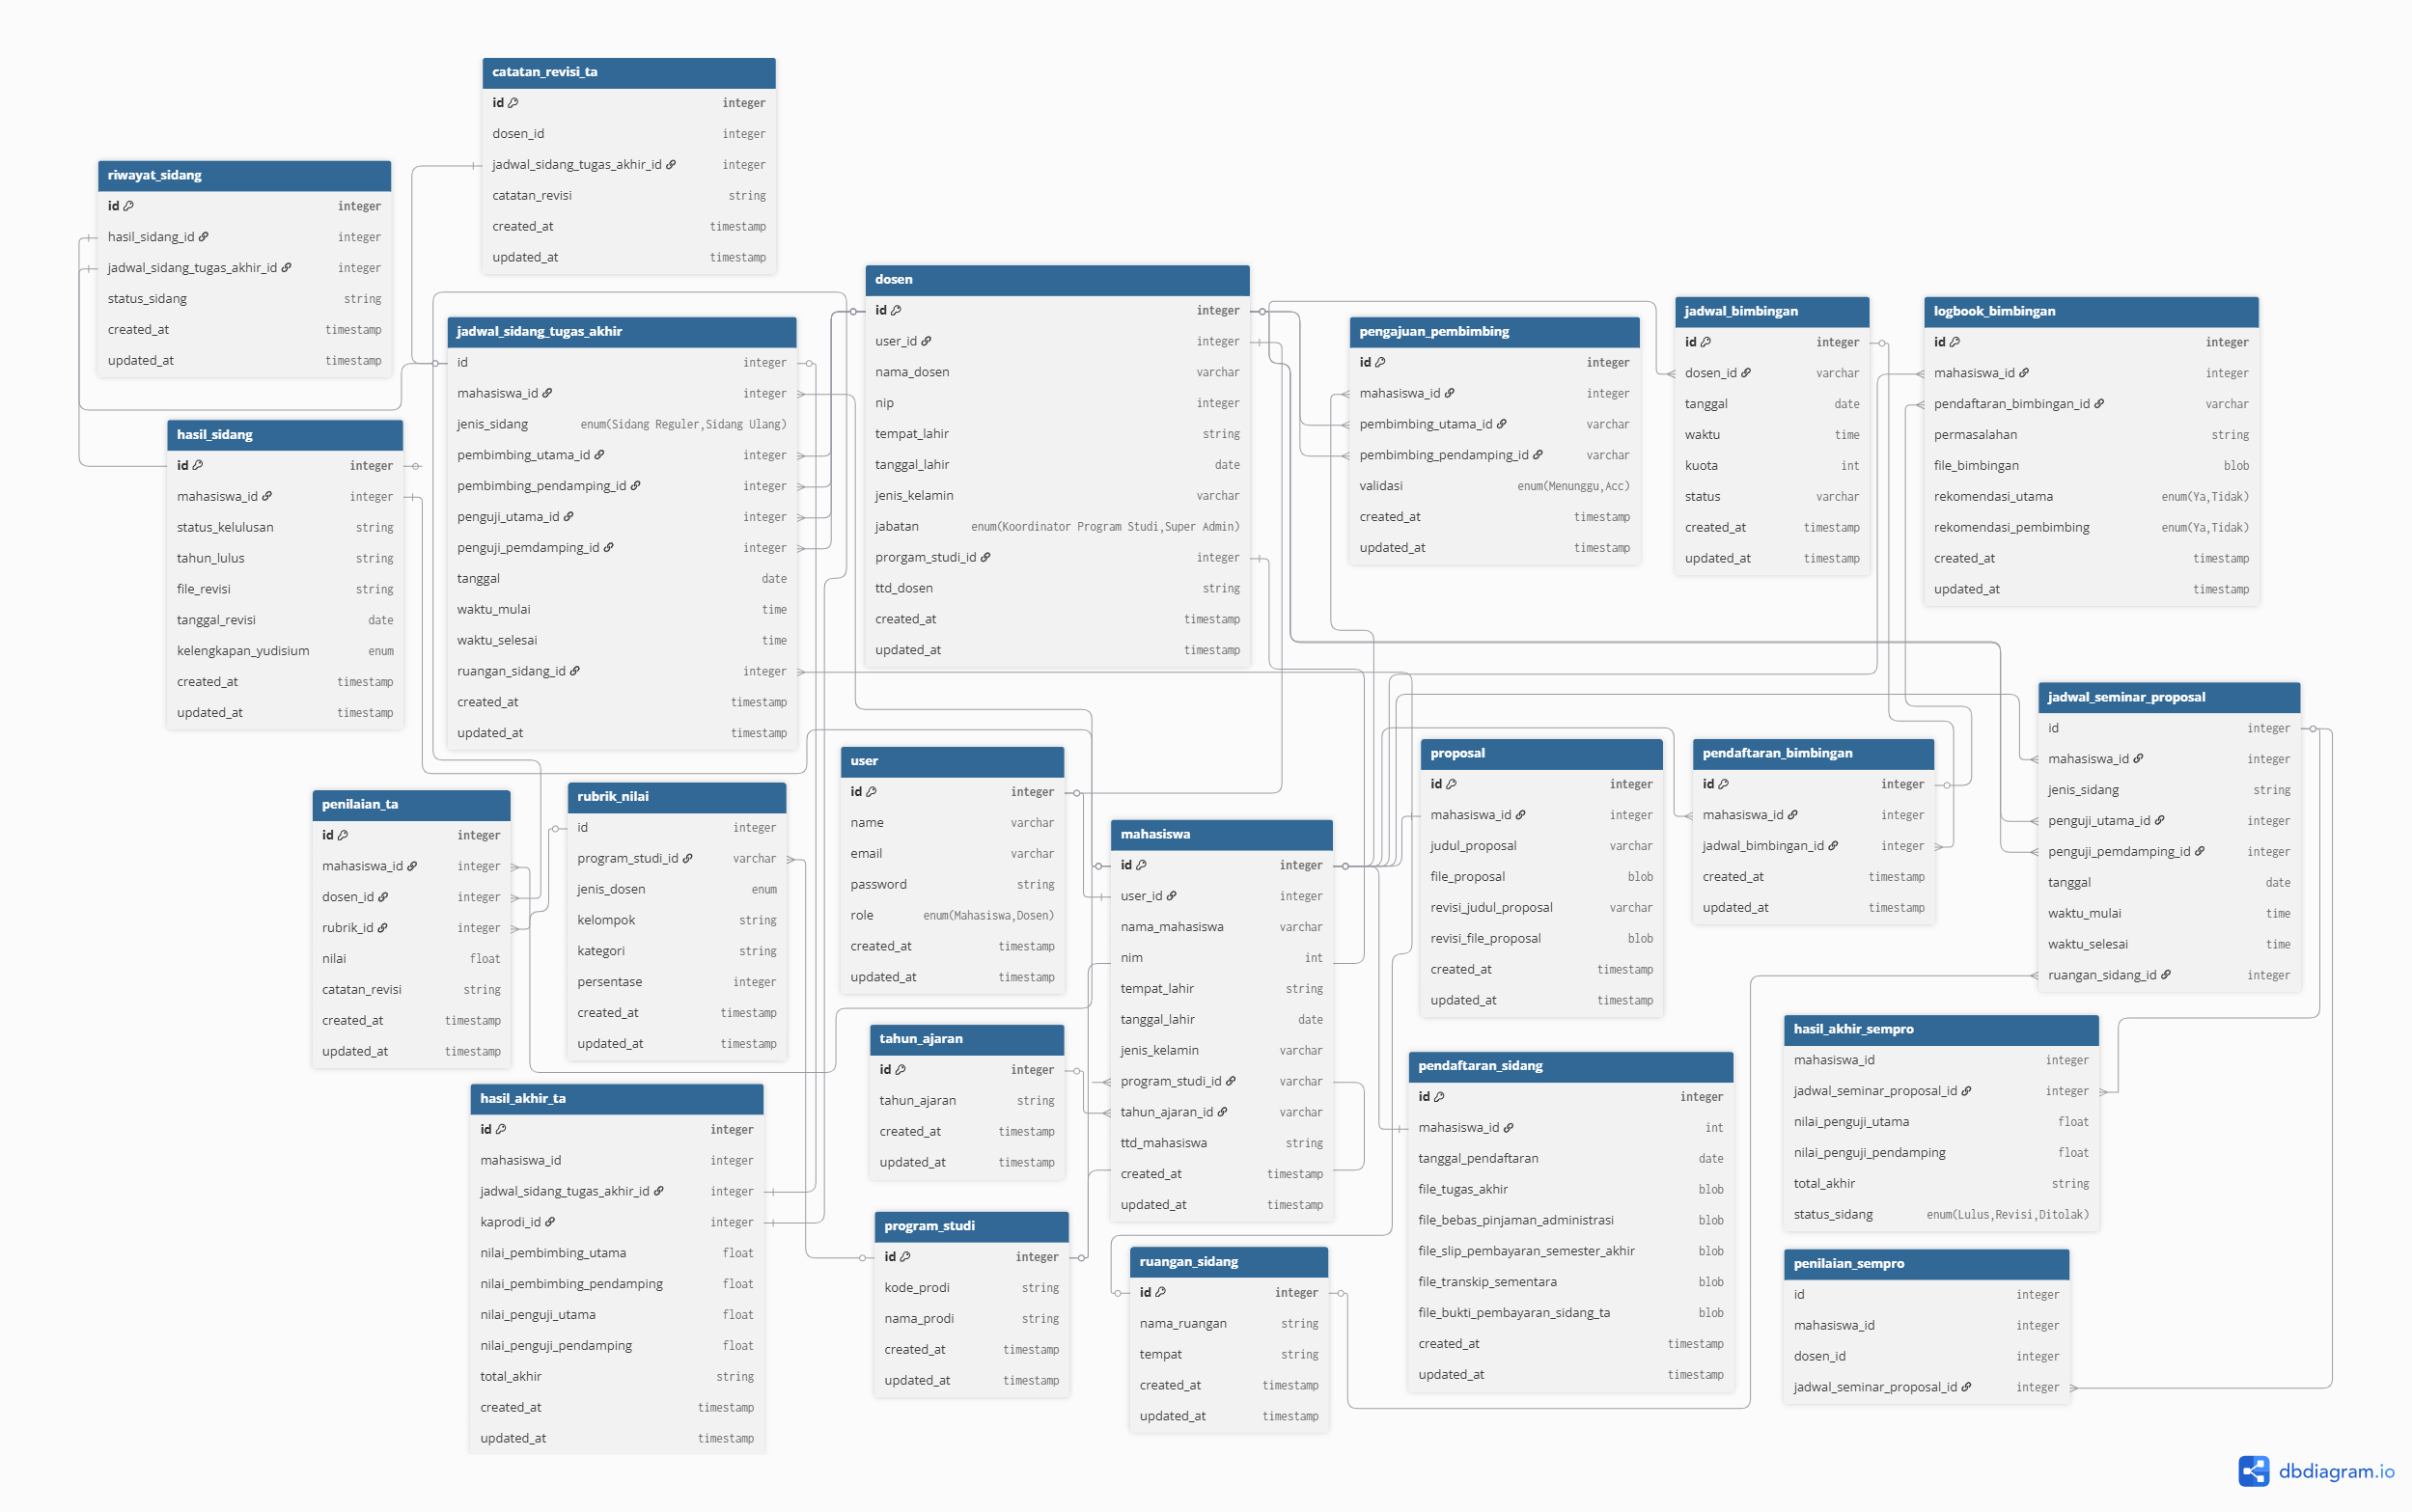 catatan_revisi_ta
id integer
dosen_id integer
jadwal_sidang_tugas_akhir_id integer
catatan_revisi string
created_at timestamp
updated_at timestamp
riwayat_sidang
id integer
hasil_sidang_id integer
jadwal_sidang_tugas_akhir_id integer
status_sidang string
created_at timestamp
updated_at timestamp
dosen
id integer
user_id integer
nama_dosen varchar
nip integer
tempat_lahir string
tanggal_lahir date
jenis_kelamin varchar
jabatan enum(Koordinator Program Studi,Super Admin)
prorgam_studi_id integer
ttd_dosen string
created_at timestamp
updated_at timestamp
jadwal_sidang_tugas_akhir
id integer
mahasiswa_id integer
jenis_sidang enum(Sidang Reguler,Sidang Ulang)
pembimbing_utama_id integer
pembimbing_pendamping_id integer
penguji_utama_id integer
penguji_pemdamping_id integer
tanggal date
waktu_mulai time
waktu_selesai time
ruangan_sidang_id integer
created_at timestamp
updated_at timestamp
pengajuan_pembimbing
id integer
mahasiswa_id integer
pembimbing_utama_id varchar
pembimbing_pendamping_id varchar
validasi enum(Menunggu,Acc)
created_at timestamp
updated_at timestamp
jadwal_bimbingan
id integer
dosen_id varchar
tanggal date
waktu time
kuota int
status varchar
created_at timestamp
updated_at timestamp
logbook_bimbingan
id integer
mahasiswa_id integer
pendaftaran_bimbingan_id varchar
permasalahan string
file_bimbingan blob
rekomendasi_utama enum(Ya,Tidak)
rekomendasi_pembimbing enum(Ya,Tidak)
created_at timestamp
updated_at timestamp
hasil_sidang
id integer
mahasiswa_id integer
status_kelulusan string
tahun_lulus string
file_revisi string
tanggal_revisi date
kelengkapan_yudisium enum
created_at timestamp
updated_at timestamp
jadwal_seminar_proposal
id integer
mahasiswa_id integer
jenis_sidang string
penguji_utama_id integer
penguji_pemdamping_id integer
tanggal date
waktu_mulai time
waktu_selesai time
ruangan_sidang_id integer
user
id integer
name varchar
email varchar
password string
role enum(Mahasiswa,Dosen)
created_at timestamp
updated_at timestamp
proposal
id integer
mahasiswa_id integer
judul_proposal varchar
file_proposal blob
revisi_judul_proposal varchar
revisi_file_proposal blob
created_at timestamp
updated_at timestamp
pendaftaran_bimbingan
id integer
mahasiswa_id integer
jadwal_bimbingan_id integer
created_at timestamp
updated_at timestamp
penilaian_ta
id integer
mahasiswa_id integer
dosen_id integer
rubrik_id integer
nilai float
catatan_revisi string
created_at timestamp
updated_at timestamp
rubrik_nilai
id integer
program_studi_id varchar
jenis_dosen enum
kelompok string
kategori string
persentase integer
created_at timestamp
updated_at timestamp
mahasiswa
id integer
user_id integer
nama_mahasiswa varchar
nim int
tempat_lahir string
tanggal_lahir date
jenis_kelamin varchar
program_studi_id varchar
tahun_ajaran_id varchar
ttd_mahasiswa string
created_at timestamp
updated_at timestamp
tahun_ajaran
id integer
tahun_ajaran string
created_at timestamp
updated_at timestamp
hasil_akhir_sempro
mahasiswa_id integer
jadwal_seminar_proposal_id integer
nilai_penguji_utama float
nilai_penguji_pendamping float
total_akhir string
status_sidang enum(Lulus,Revisi,Ditolak)
pendaftaran_sidang
id integer
mahasiswa_id int
tanggal_pendaftaran date
file_tugas_akhir blob
file_bebas_pinjaman_administrasi blob
file_slip_pembayaran_semester_akhir blob
file_transkip_sementara blob
file_bukti_pembayaran_sidang_ta blob
created_at timestamp
updated_at timestamp
hasil_akhir_ta
id integer
mahasiswa_id integer
jadwal_sidang_tugas_akhir_id integer
kaprodi_id integer
nilai_pembimbing_utama float
nilai_pembimbing_pendamping float
nilai_penguji_utama float
nilai_penguji_pendamping float
total_akhir string
created_at timestamp
updated_at timestamp
program_studi
id integer
kode_prodi string
nama_prodi string
created_at timestamp
updated_at timestamp
ruangan_sidang
id integer
nama_ruangan string
tempat string
created_at timestamp
updated_at timestamp
penilaian_sempro
id integer
mahasiswa_id integer
dosen_id integer
jadwal_seminar_proposal_id integer
dbdiagram.io